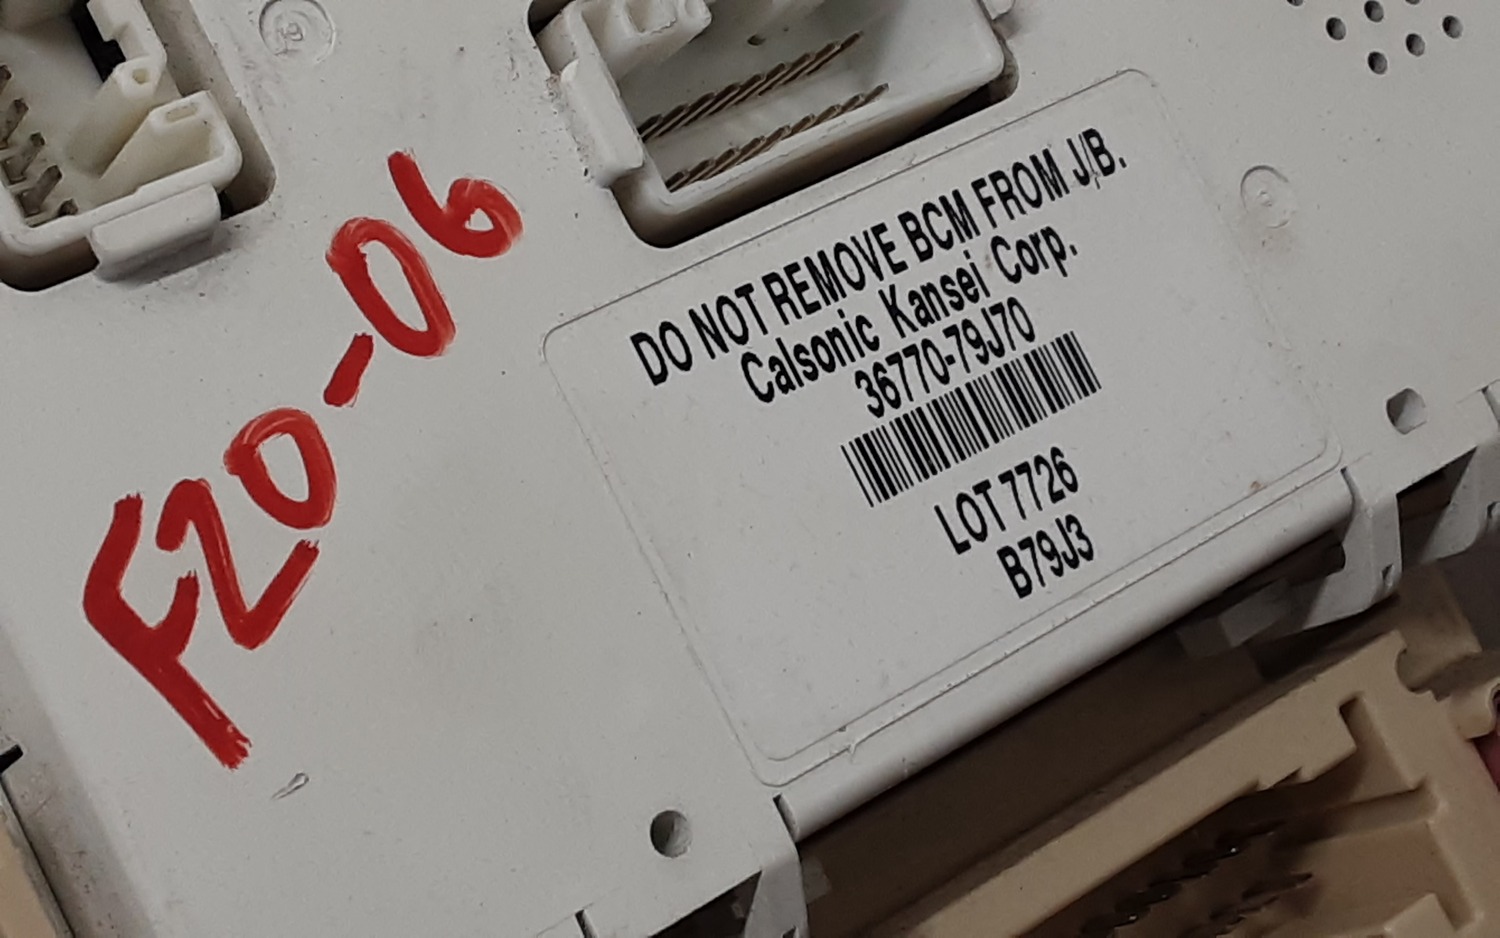 F20-06
DO NOT REMOVE BCM FROM J/B.
Calsonic Kansei Corp.
36770-79J70
LOT 7726
B79J3